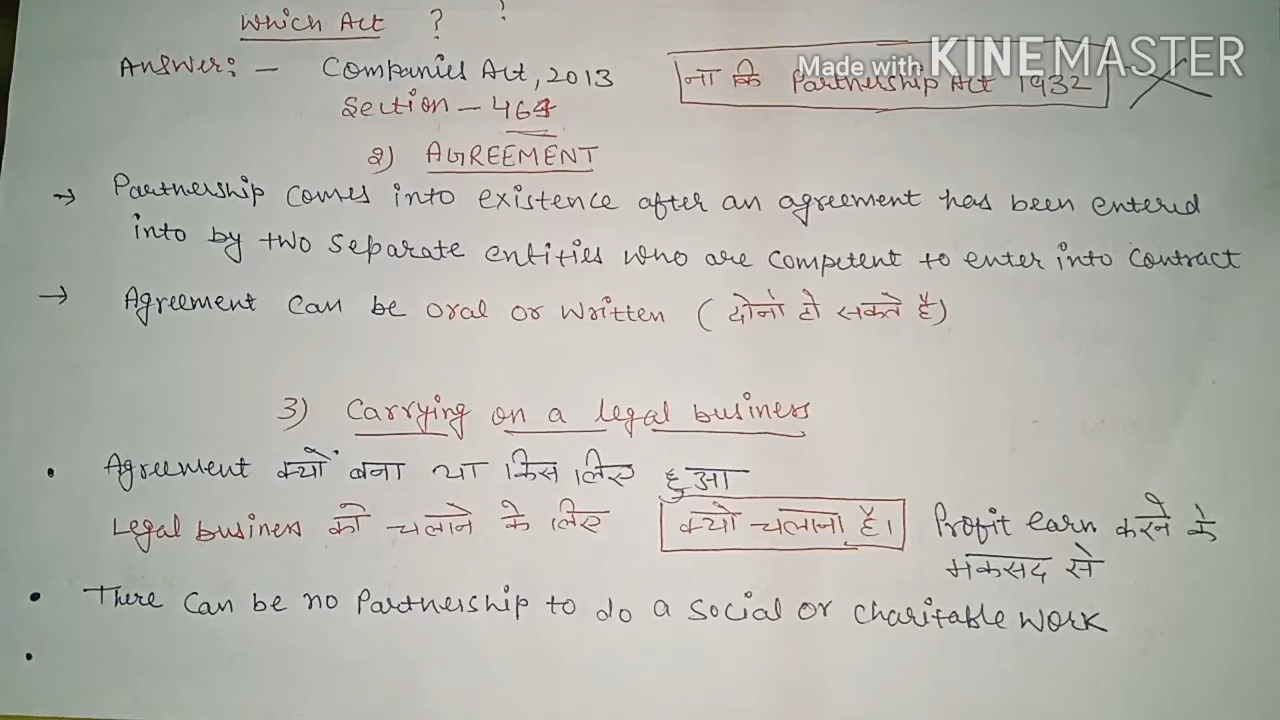 Which Act ? ?
Answer: - Companies Act, 2013
Section - 464
ना कि Partnership Act 1932
Made with KINEMASTER
2) AGREEMENT
→ Partnership comes into existence after an agreement has been entered
into by two separate entities who are competent to enter into contract
→ Agreement can be oral or written (दोनो हो सकते हैं)
3) Carrying on a legal business
• Agreement क्यों बना या किस लिए हुआ
Legal business को चलाने के लिए क्यो चलाना है। Profit earn करने के
मकसद से
• There can be no Partnership to do a social or charitable work
•